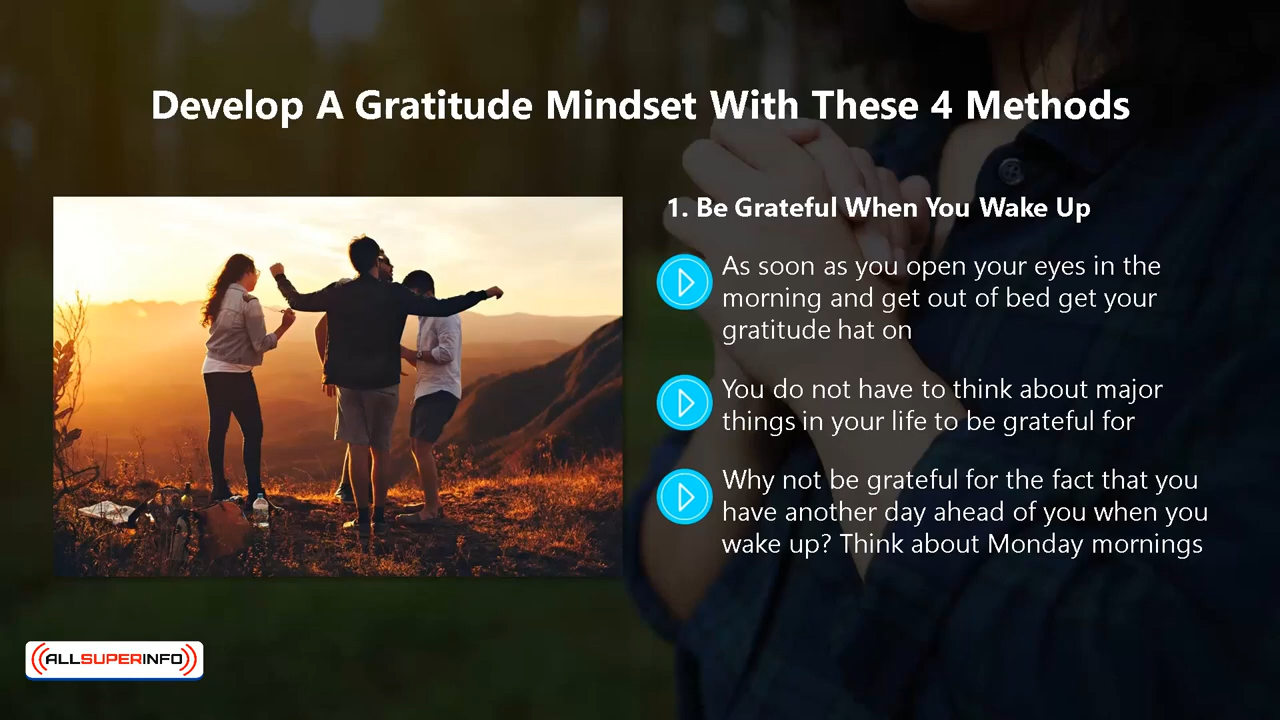 Develop A Gratitude Mindset With These 4 Methods
1. Be Grateful When You Wake Up
As soon as you open your eyes in the
morning and get out of bed get your
gratitude hat on
You do not have to think about major
things in your life to be grateful for
Why not be grateful for the fact that you
have another day ahead of you when you
wake up? Think about Monday mornings
ALLSUPERINFO